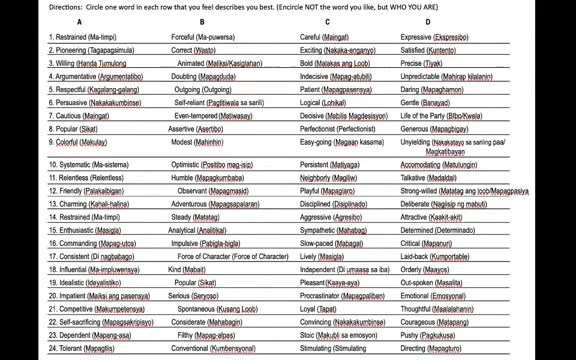 Directions: Circle one word in each row that you feel describes you best. (Encircle NOT the word you like, but WHO YOU ARE)
A B C D
1. Restrained (Ma-timpi) Forceful (Ma-puwersa) Careful (Maingat) Expressive (Ekspresibo)
2. Pioneering (Tagapagsimula) Correct (Wasto) Exciting (Nakaka-enganyo) Satisfied (Kuntento)
3. Willing (Handa Tumulong Animated (Maliksi/Kasiglahan) Bold (Malakas ang Loob) Precise (Tiyak)
4. Argumentative (Argumentatibo) Doubting (Mapagduda) Indecisive (Mapag-atubili) Unpredictable (Mahirap kilalanin)
5. Respectful (Kagalang-galang) Outgoing (Outgoing) Patient (Mapagpasensya) Daring (Mapaghamon)
6. Persuasive (Nakakakumbinse) Self-reliant (Pagtitiwala sa sarili) Logical (Lohikal) Gentle (Banayad)
7. Cautious (Maingat) Even-tempered (Matiwasay) Decisive (Mabilis Magdesisyon) Life of the Party (Bibo/Kwela)
8. Popular (Sikat) Assertive (Asertibo) Perfectionist (Perfectionist) Generous (Mapagbigay)
9. Colorful (Makulay) Modest (Mahinhin) Easy-going (Magaan kasama) Unyielding (Nakakatayo sa sariling paa/
Magkatibayan
10. Systematic (Ma-sistema) Optimistic (Positibo mag-isip) Persistent (Matiyaga) Accomodating (Matulungin)
11. Relentless (Relentless) Humble (Mapagkumbaba) Neighborly (Magiliw) Talkative (Madaldal)
12. Friendly (Palakaibigan) Observant (Mapagmasid) Playful (Mapaglaro) Strong-willed (Matatag ang loob/Mapagpasiya
13. Charming (Kahali-halina) Adventurous (Mapagsapalaran) Disciplined (Disiplinado) Deliberate (Nagiisip ng mabuti)
14. Restrained (Ma-timpi) Steady (Matatag) Aggressive (Agresibo) Attractive (Kaakit-akit)
15. Enthusiastic (Masigla) Analytical (Analitikal) Sympathetic (Mahabag) Determined (Determinado)
16. Commanding (Mapag-utos) Impulsive (Pabigla-bigla) Slow-paced (Mabagal) Critical (Mapanuri)
17. Consistent (Di nagbabago) Force of Character (Force of Character) Lively (Masigla) Laid-back (Kumportable)
18. Influential (Ma-impluwensya) Kind (Mabait) Independent (Di umaasa sa iba) Orderly (Maayos)
19. Idealistic (Ideyalistiko) Popular (Sikat) Pleasant (Kaaya-aya) Out-spoken (Masalita)
20. Impatient (Maiksi ang pasensya) Serious (Seryoso) Procrastinator (Mapagpaliban) Emotional (Emosyonal)
21. Competitive (Makumpetensya) Spontaneous (Kusang Loob) Loyal (Tapat) Thoughtful (Maalalahanin)
22. Self-sacrificing (Mapagsakripisyo) Considerate (Mahabagin) Convincing (Nakakakumbinse) Courageous (Matapang)
23. Dependent (Mapang-asa) Filthy (Mapag-alpas) Stoic (Makubli sa emosyon) Pushy (Pagkukusa)
24. Tolerant (Mapagtiis) Conventional (Kumbensyonal) Stimulating (Stimulating Directing (Mapagturo)